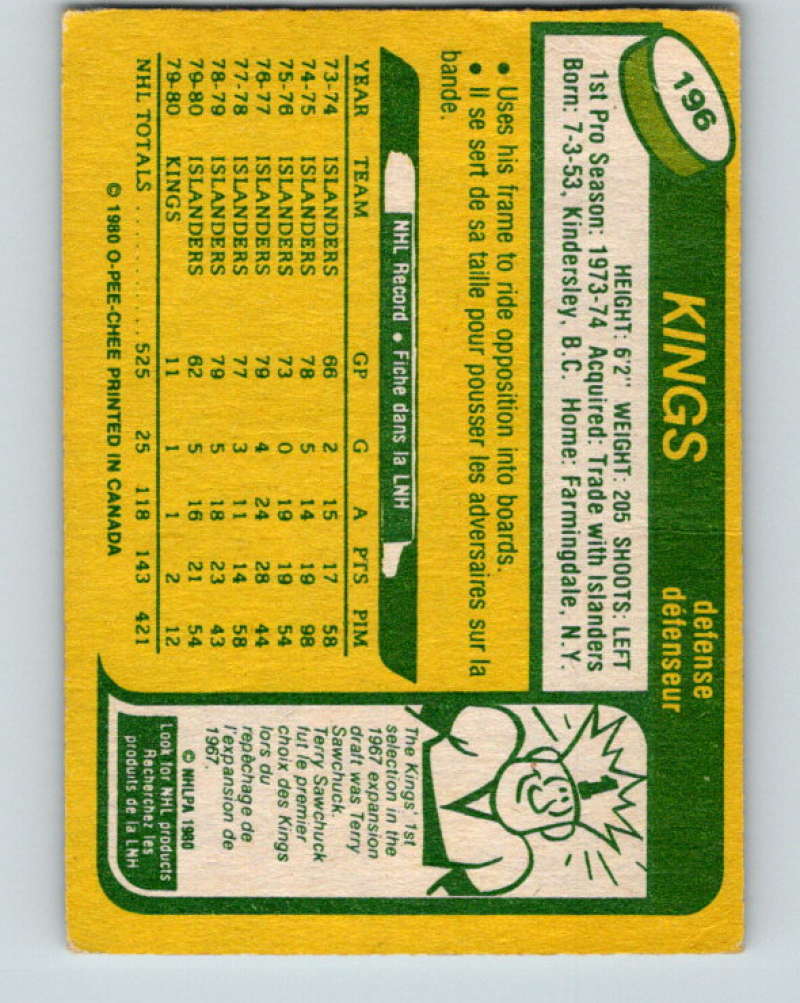 196
KINGS
defense
défenseur
HEIGHT: 6'2" WEIGHT: 205 SHOOTS: LEFT
1st Pro Season: 1973-74 Acquired: Trade with Islanders
Born: 7-3-53, Kindersley, B.C. Home: Farmingdale, N.Y.
• Uses his frame to ride opposition into boards.
• Il se sert de sa taille pour pousser les adversaires sur la
bande.
NHL Record • Fiche dans la LNH
YEAR TEAM GP G A PTS PIM
73-74 ISLANDERS 66 2 15 17 58
74-75 ISLANDERS 78 5 14 19 98
75-76 ISLANDERS 73 0 19 19 54
76-77 ISLANDERS 79 4 24 28 44
77-78 ISLANDERS 77 3 11 14 58
78-79 ISLANDERS 79 5 18 23 43
79-80 ISLANDERS 62 5 16 21 54
79-80 KINGS 11 1 1 2 12
NHL TOTALS .......... 525 25 118 143 421
© 1980 O-PEE-CHEE PRINTED IN CANADA
1
The Kings' 1st
selection in the
1967 expansion
draft was Terry
Sawchuck.
Terry Sawchuck
fut le premier
choix des Kings
lors du
repêchage de
l'expansion de
1967.
© NHLPA 1980
Look for NHL products
Recherchez les
produits de la LNH